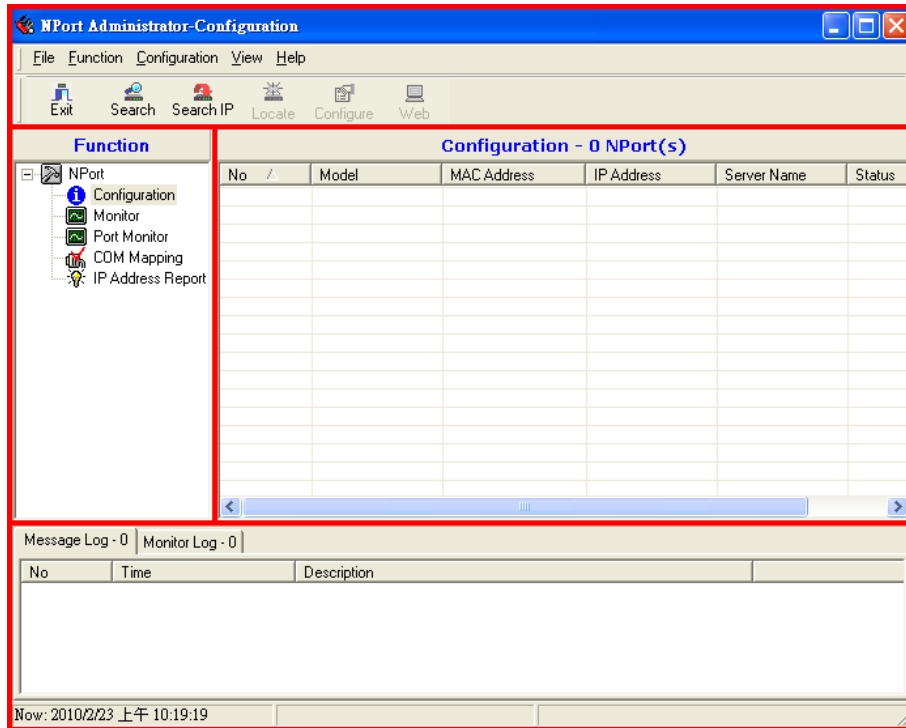 NPort Administrator-Configuration
File Function Configuration View Help
Exit Search Search IP Locate Configure Web
Function
Configuration - 0 NPort(s)
NPort
Configuration
Monitor
Port Monitor
COM Mapping
IP Address Report
No Model MAC Address IP Address Server Name Status
Message Log - 0 Monitor Log - 0
No Time Description
Now: 2010/2/23 上午 10:19:19